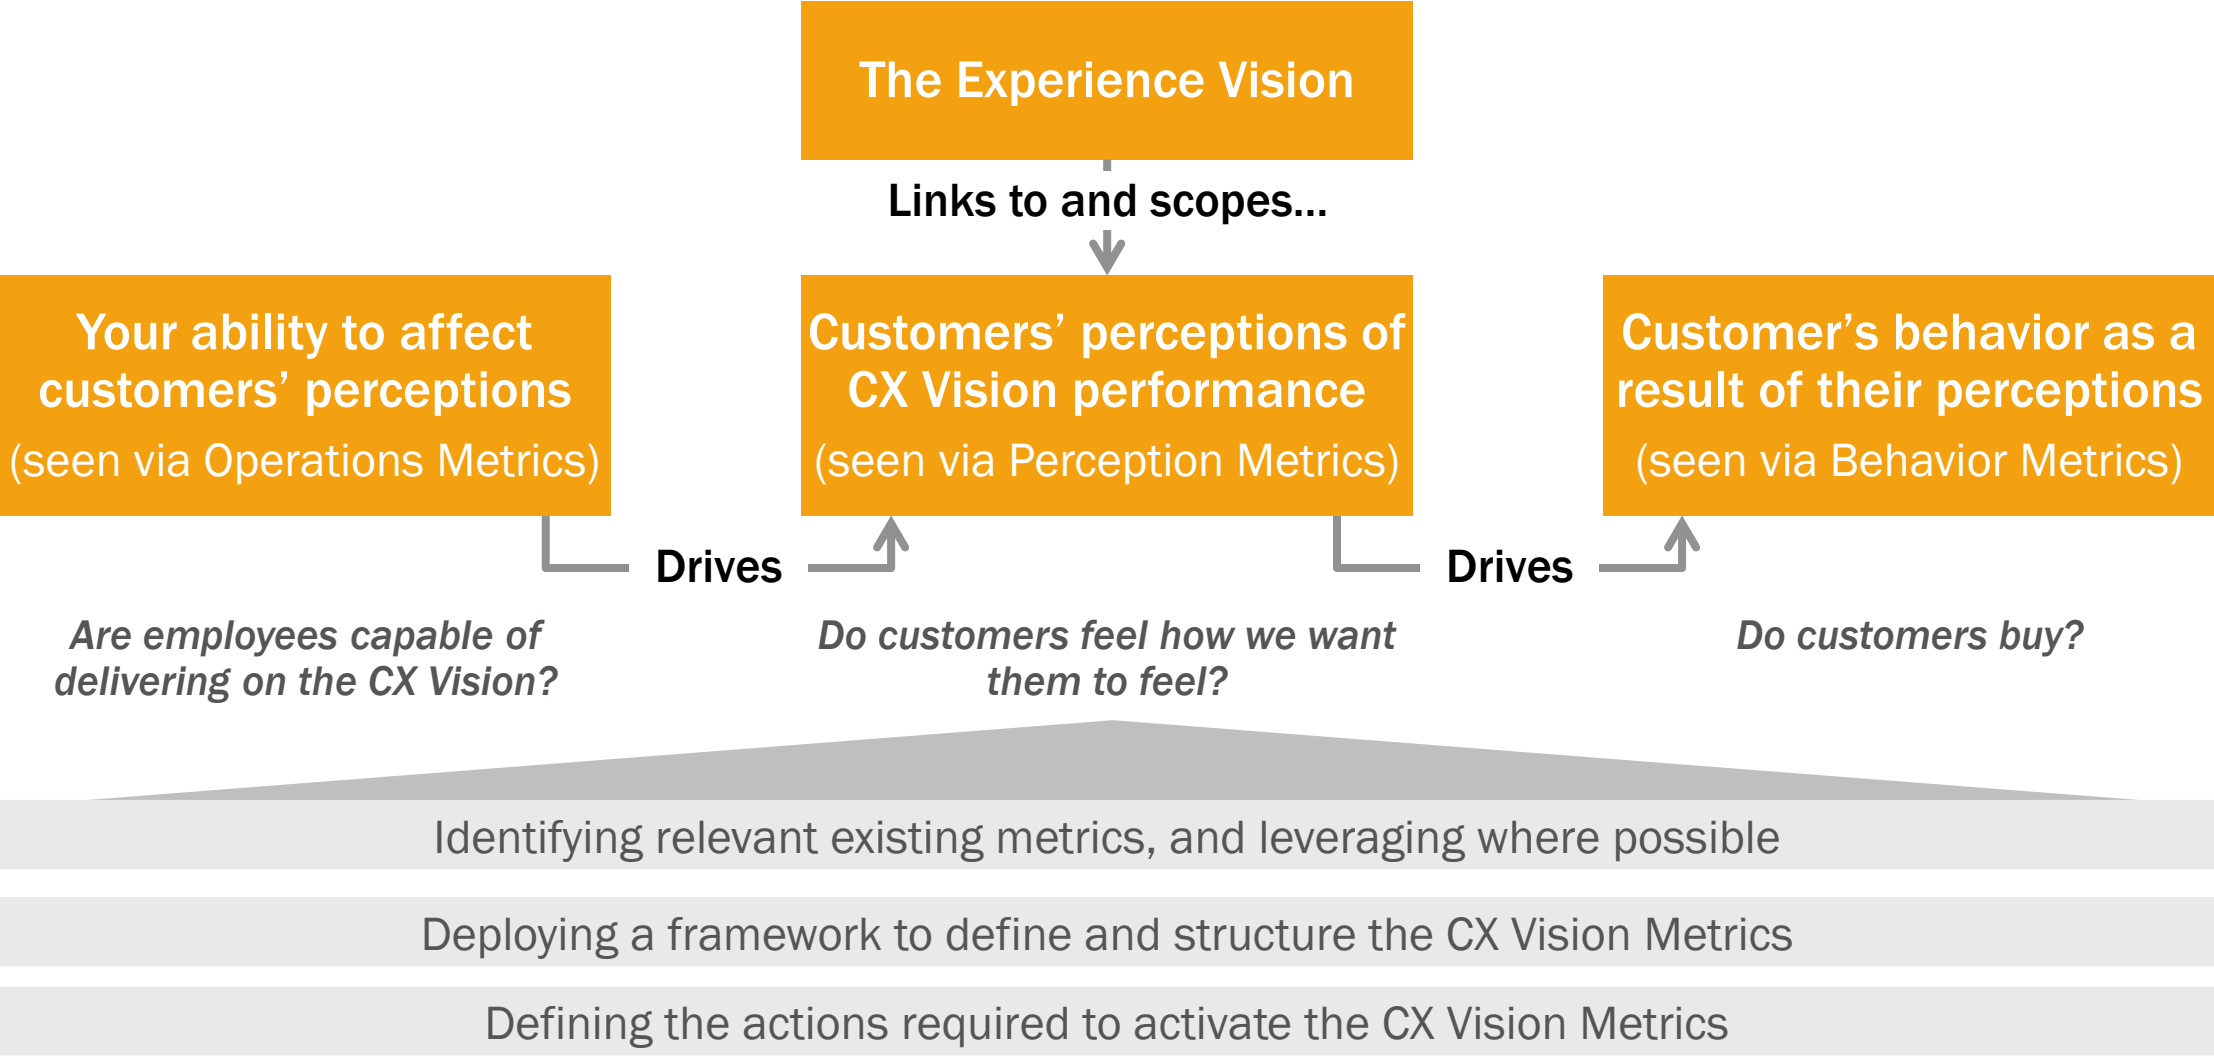 The Experience Vision
Links to and scopes...
Your ability to affect
customers’ perceptions
(seen via Operations Metrics)
Customers’ perceptions of
CX Vision performance
(seen via Perception Metrics)
Customer’s behavior as a
result of their perceptions
(seen via Behavior Metrics)
Drives
Drives
Are employees capable of
delivering on the CX Vision?
Do customers feel how we want
them to feel?
Do customers buy?
Identifying relevant existing metrics, and leveraging where possible
Deploying a framework to define and structure the CX Vision Metrics
Defining the actions required to activate the CX Vision Metrics